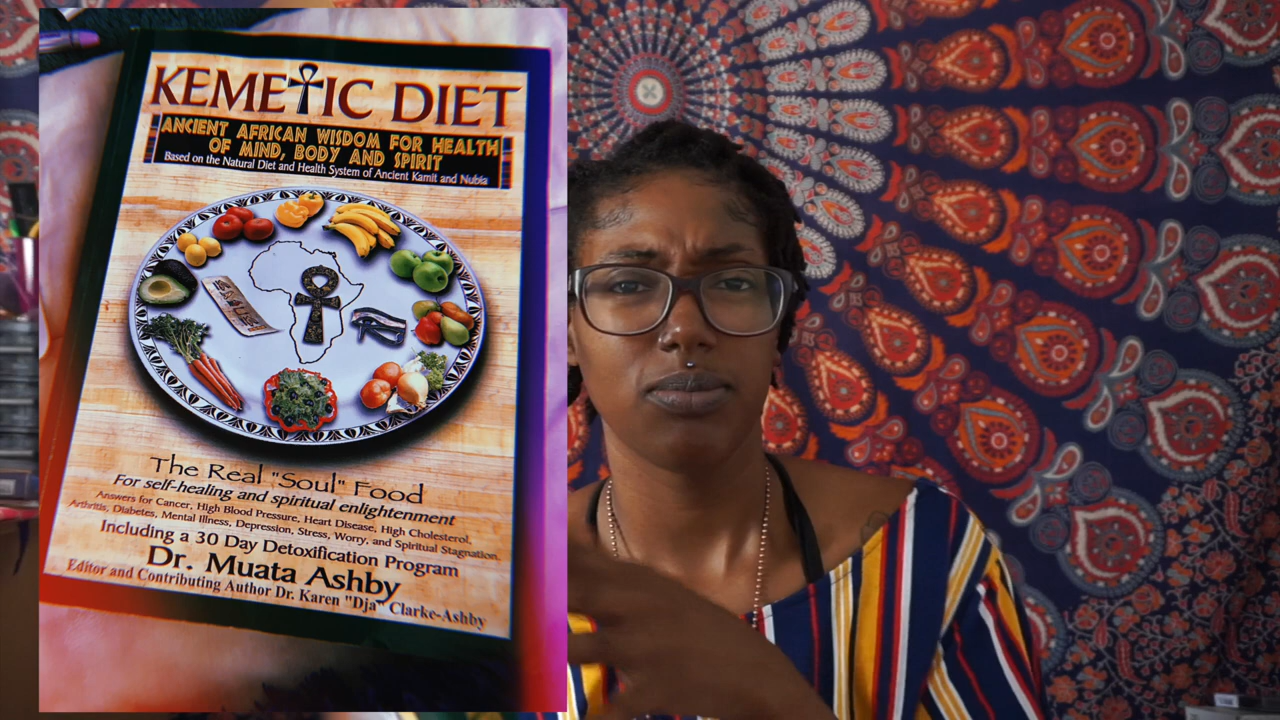 KEMETIC DIET
ANCIENT AFRICAN WISDOM FOR HEALTH
OF MIND, BODY AND SPIRIT
Based on the Natural Diet and Health System of Ancient Kamit and Nubia
The Real "Soul" Food
For self-healing and spiritual enlightenment
Answers for Cancer, High Blood Pressure, Heart Disease, High Cholesterol,
Arthritis, Diabetes, Mental Illness, Depression, Stress, Worry, and Spiritual Stagnation.
Including a 30 Day Detoxification Program
Dr. Muata Ashby
Editor and Contributing Author Dr. Karen "Dja" Clarke-Ashby